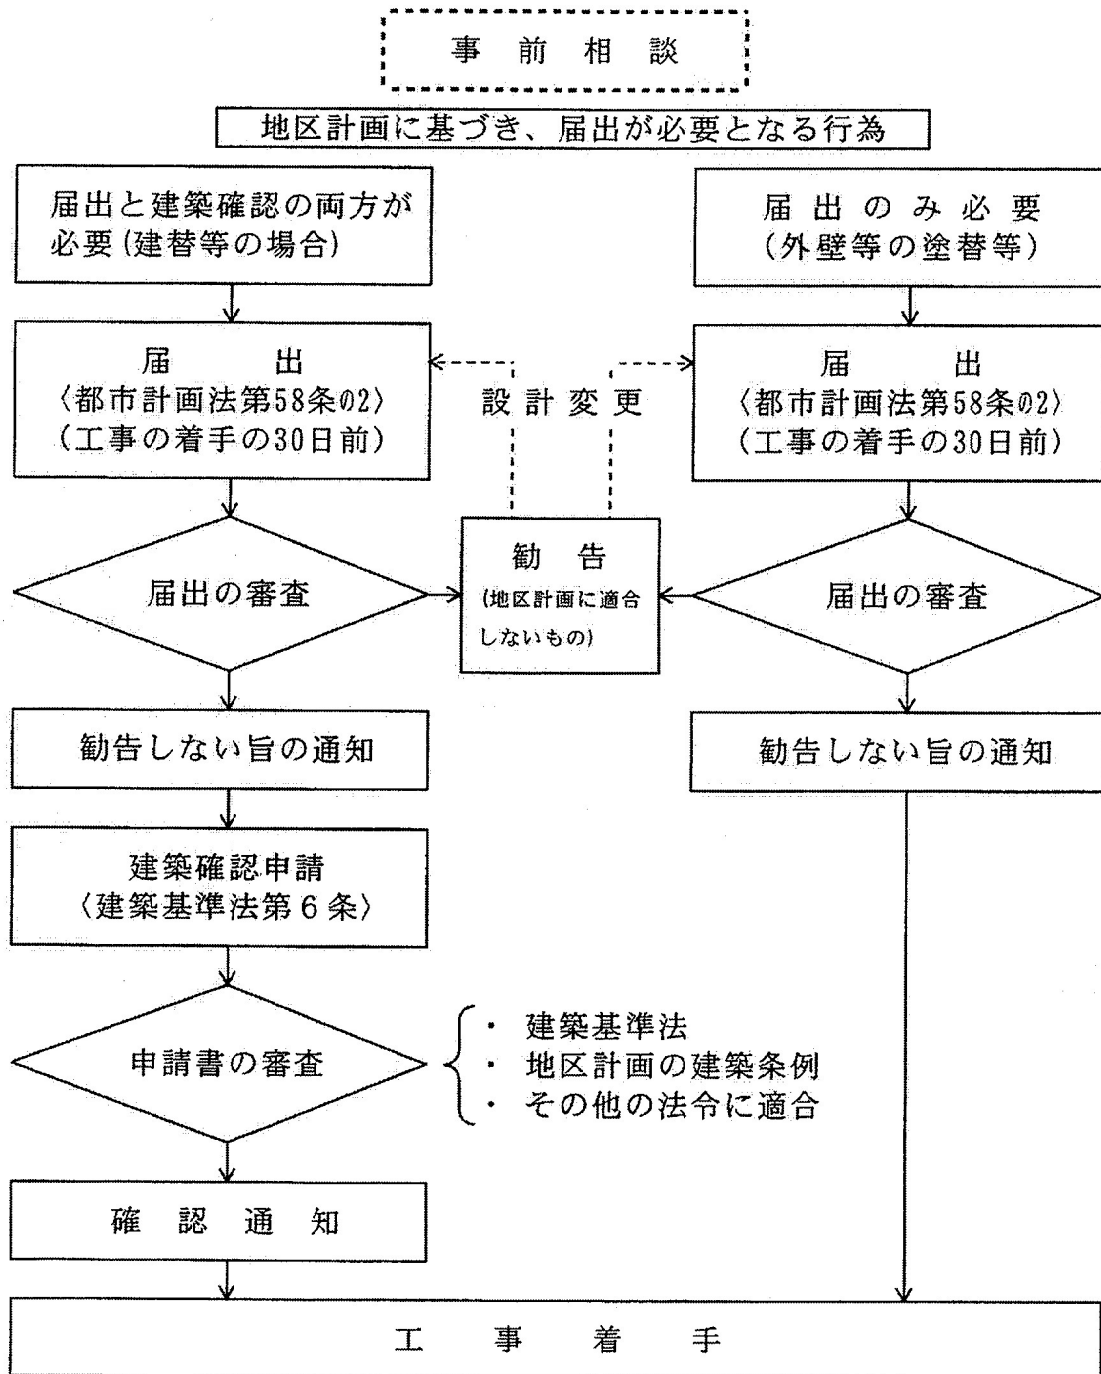 事前相談
地区計画に基づき、届出が必要となる行為
届出と建築確認の両方が
必要(建替等の場合)
届出
〈都市計画法第58条の2〉
(工事の着手の30日前)
届出の審査
勧告しない旨の通知
建築確認申請
〈建築基準法第6条〉
申請書の審査
・ 建築基準法
・ 地区計画の建築条例
・ その他の法令に適合
確認通知
設計変更
勧告
(地区計画に適合
しないもの)
届出のみ必要
(外壁等の塗替等)
届出
〈都市計画法第58条の2〉
(工事の着手の30日前)
届出の審査
勧告しない旨の通知
工事着手